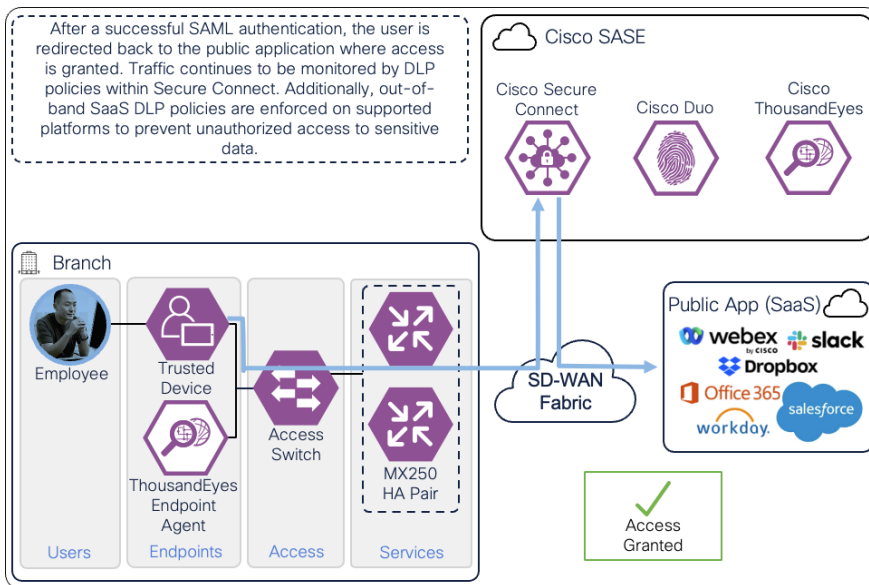 After a successful SAML authentication, the user
is redirected back to the public application where access
is granted. Traffic continues to be monitored by DLP
policies within Secure Connect. Additionally, out-of-
band SaaS DLP policies are enforced on supported
platforms to prevent unauthorized access to sensitive
data.
Cisco SASE
Cisco Secure
Connect
Cisco Duo
Cisco
ThousandEyes
Branch
Employee
Trusted
Device
ThousandEyes
Endpoint
Agent
Access
Switch
MX250
HA Pair
Users
Endpoints
Access
Services
SD-WAN
Fabric
Public App (SaaS)
webex
by CISCO
slack
Dropbox
Office 365
salesforce
workday.
Access
Granted